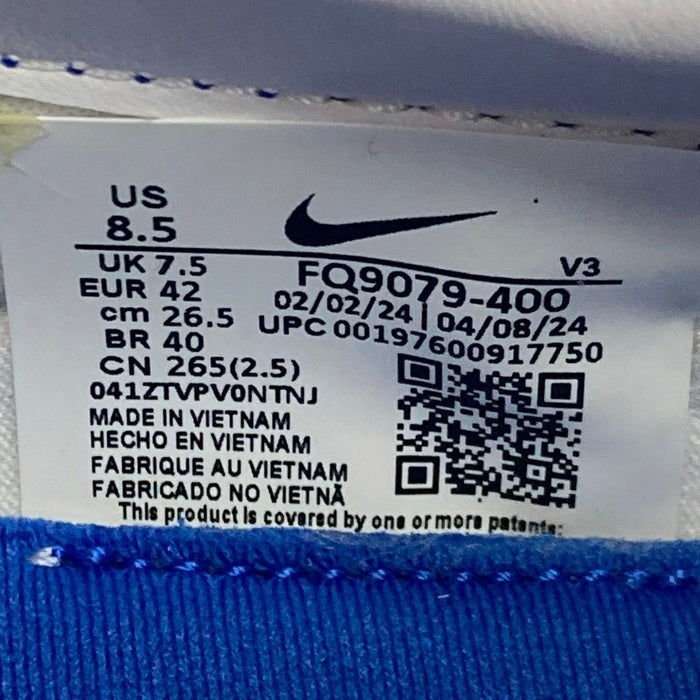 US
8.5
V3
UK 7.5
EUR 42
cm 26.5
BR 40
CN 265(2.5)
FQ9079-400
02/02/24 | 04/08/24
UPC 00197600917750
041ZTVPV0NTNJ
MADE IN VIETNAM
HECHO EN VIETNAM
FABRIQUE AU VIETNAM
FABRICADO NO VIETNÃ
This product is covered by one or more patents: